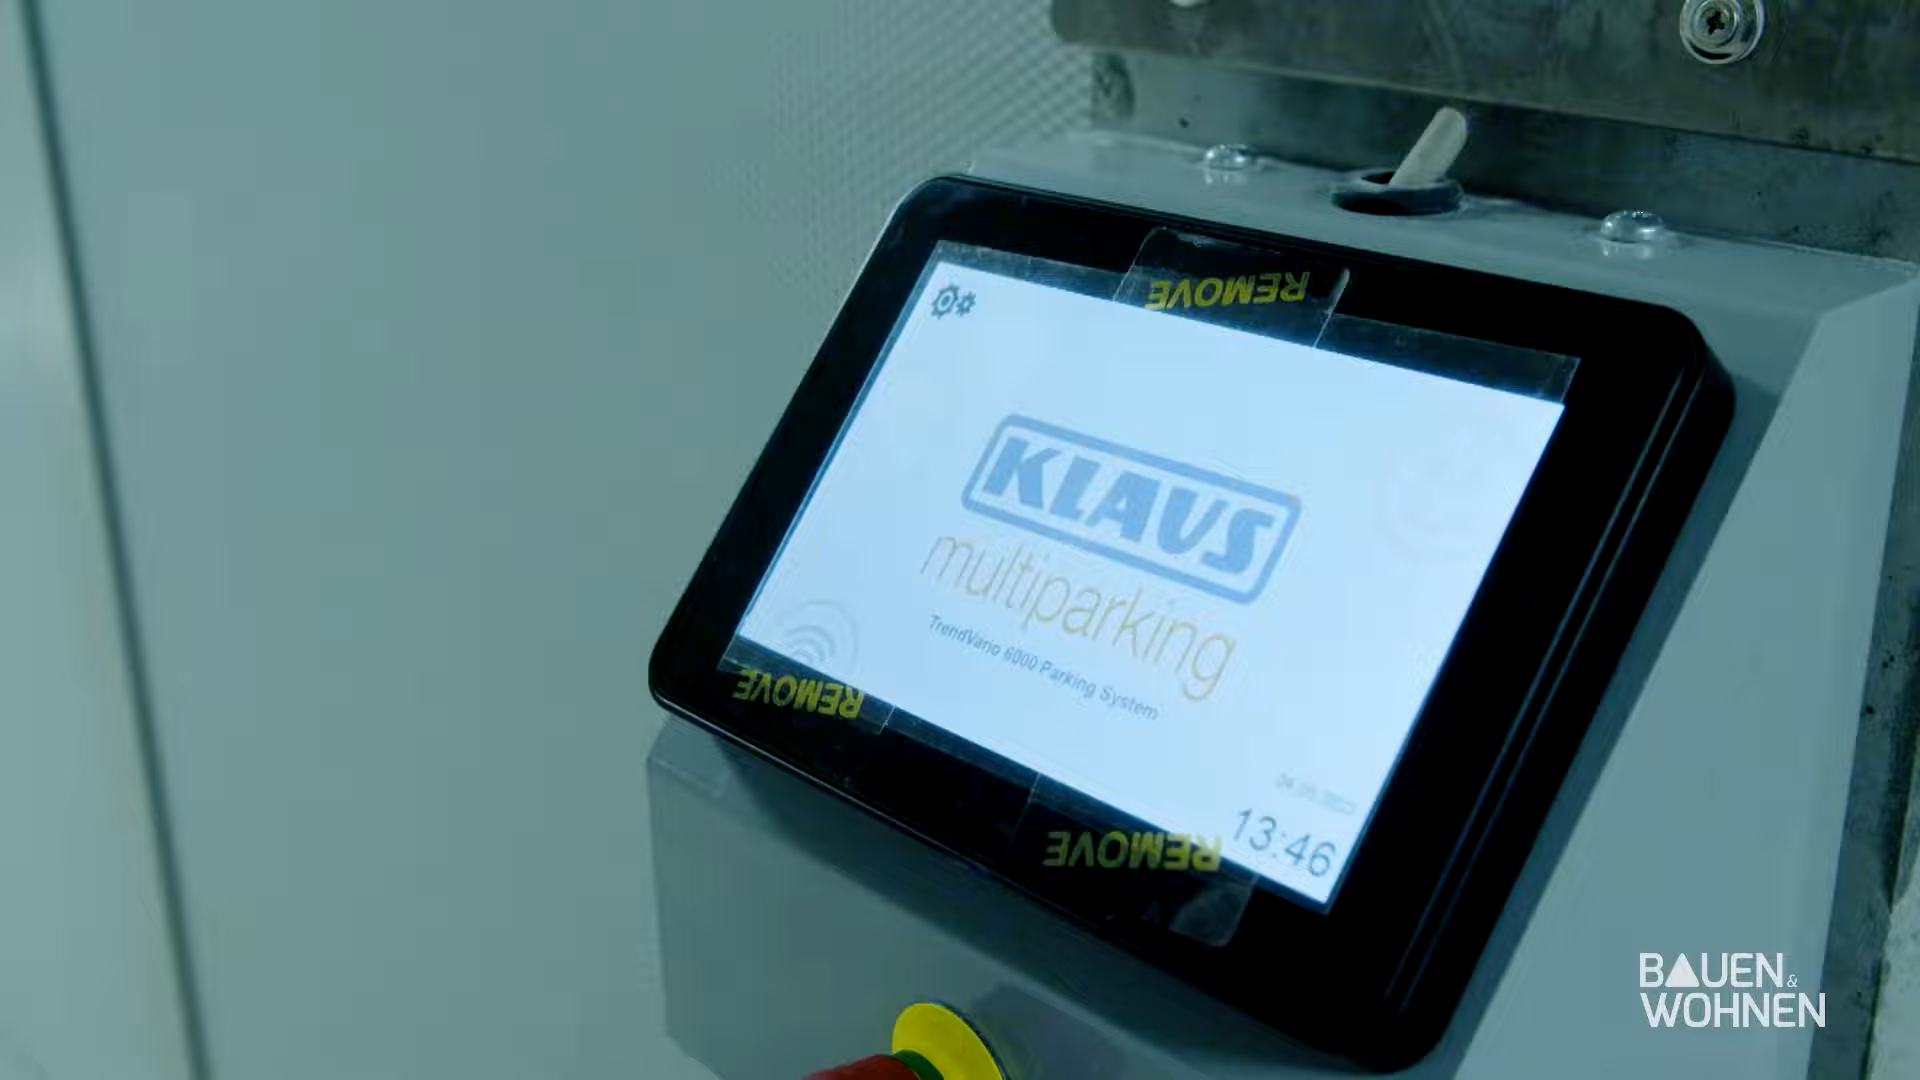 REMOVE
KLAUS
multiparking
TrendVario 6000 Parking System
REMOVE
13:46
REMOVE
BAUEN &
WOHNEN